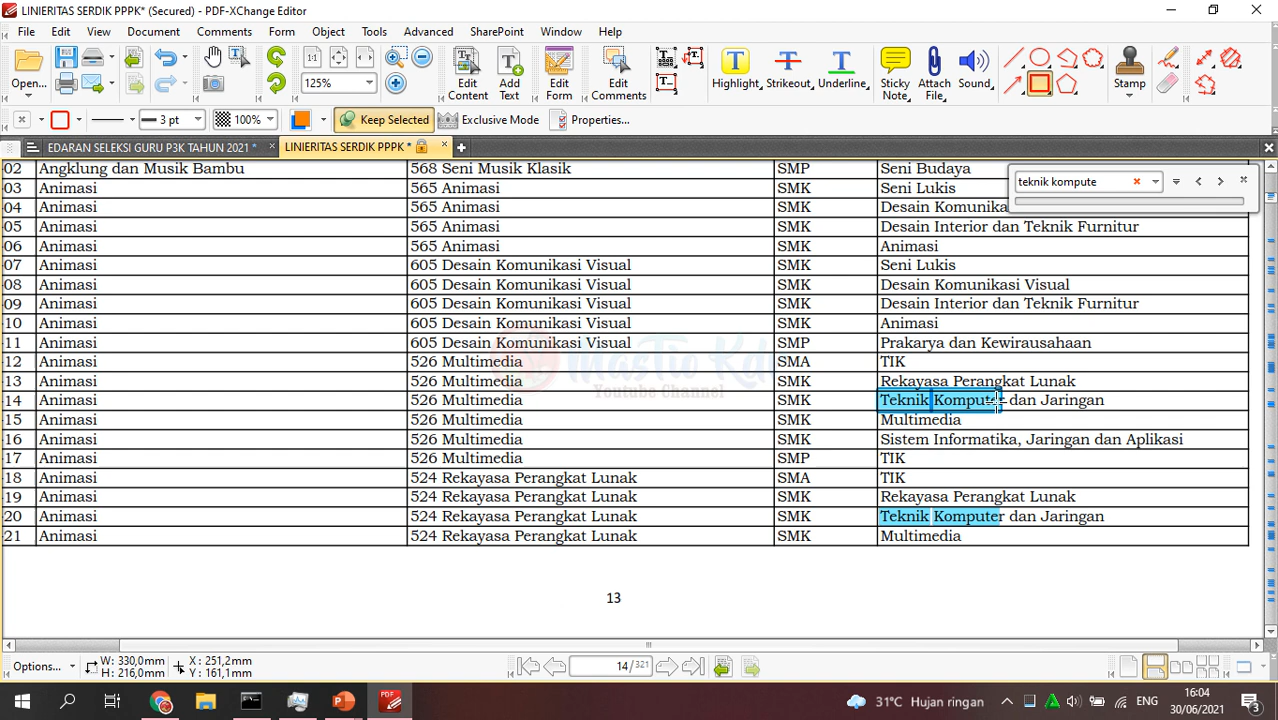 LINIERITAS SERDIK PPPK* (Secured) - PDF-XChange Editor
File Edit View Document Comments Form Object Tools Advanced SharePoint Window Help
Open... 1:1 125% Edit Content Add Text Edit Form Edit Comments Highlight... Strikeout... Underline... Sticky Note... Attach File... Sound... Stamp
3 pt 100% Keep Selected Exclusive Mode Properties...
EDARAN SELEKSI GURU P3K TAHUN 2021 * LINIERITAS SERDIK PPPK *
teknik kompute
02 Angklung dan Musik Bambu 568 Seni Musik Klasik SMP Seni Budaya
03 Animasi 565 Animasi SMK Seni Lukis
04 Animasi 565 Animasi SMK Desain Komunika
05 Animasi 565 Animasi SMK Desain Interior dan Teknik Furnitur
06 Animasi 565 Animasi SMK Animasi
07 Animasi 605 Desain Komunikasi Visual SMK Seni Lukis
08 Animasi 605 Desain Komunikasi Visual SMK Desain Komunikasi Visual
09 Animasi 605 Desain Komunikasi Visual SMK Desain Interior dan Teknik Furnitur
10 Animasi 605 Desain Komunikasi Visual SMK Animasi
11 Animasi 605 Desain Komunikasi Visual SMP Prakarya dan Kewirausahaan
12 Animasi 526 Multimedia SMA TIK
13 Animasi 526 Multimedia SMK Rekayasa Perangkat Lunak
14 Animasi 526 Multimedia SMK Teknik Komputer dan Jaringan
15 Animasi 526 Multimedia SMK Multimedia
16 Animasi 526 Multimedia SMK Sistem Informatika, Jaringan dan Aplikasi
17 Animasi 526 Multimedia SMP TIK
18 Animasi 524 Rekayasa Perangkat Lunak SMA TIK
19 Animasi 524 Rekayasa Perangkat Lunak SMK Rekayasa Perangkat Lunak
20 Animasi 524 Rekayasa Perangkat Lunak SMK Teknik Komputer dan Jaringan
21 Animasi 524 Rekayasa Perangkat Lunak SMK Multimedia
Mastio Kdr
Youtube Channel
13
Options... W: 330,0mm X : 251,2mm 14 / 321
H: 216,0mm Y : 161,1mm
31°C Hujan ringan ENG 16:04
30/06/2021 3